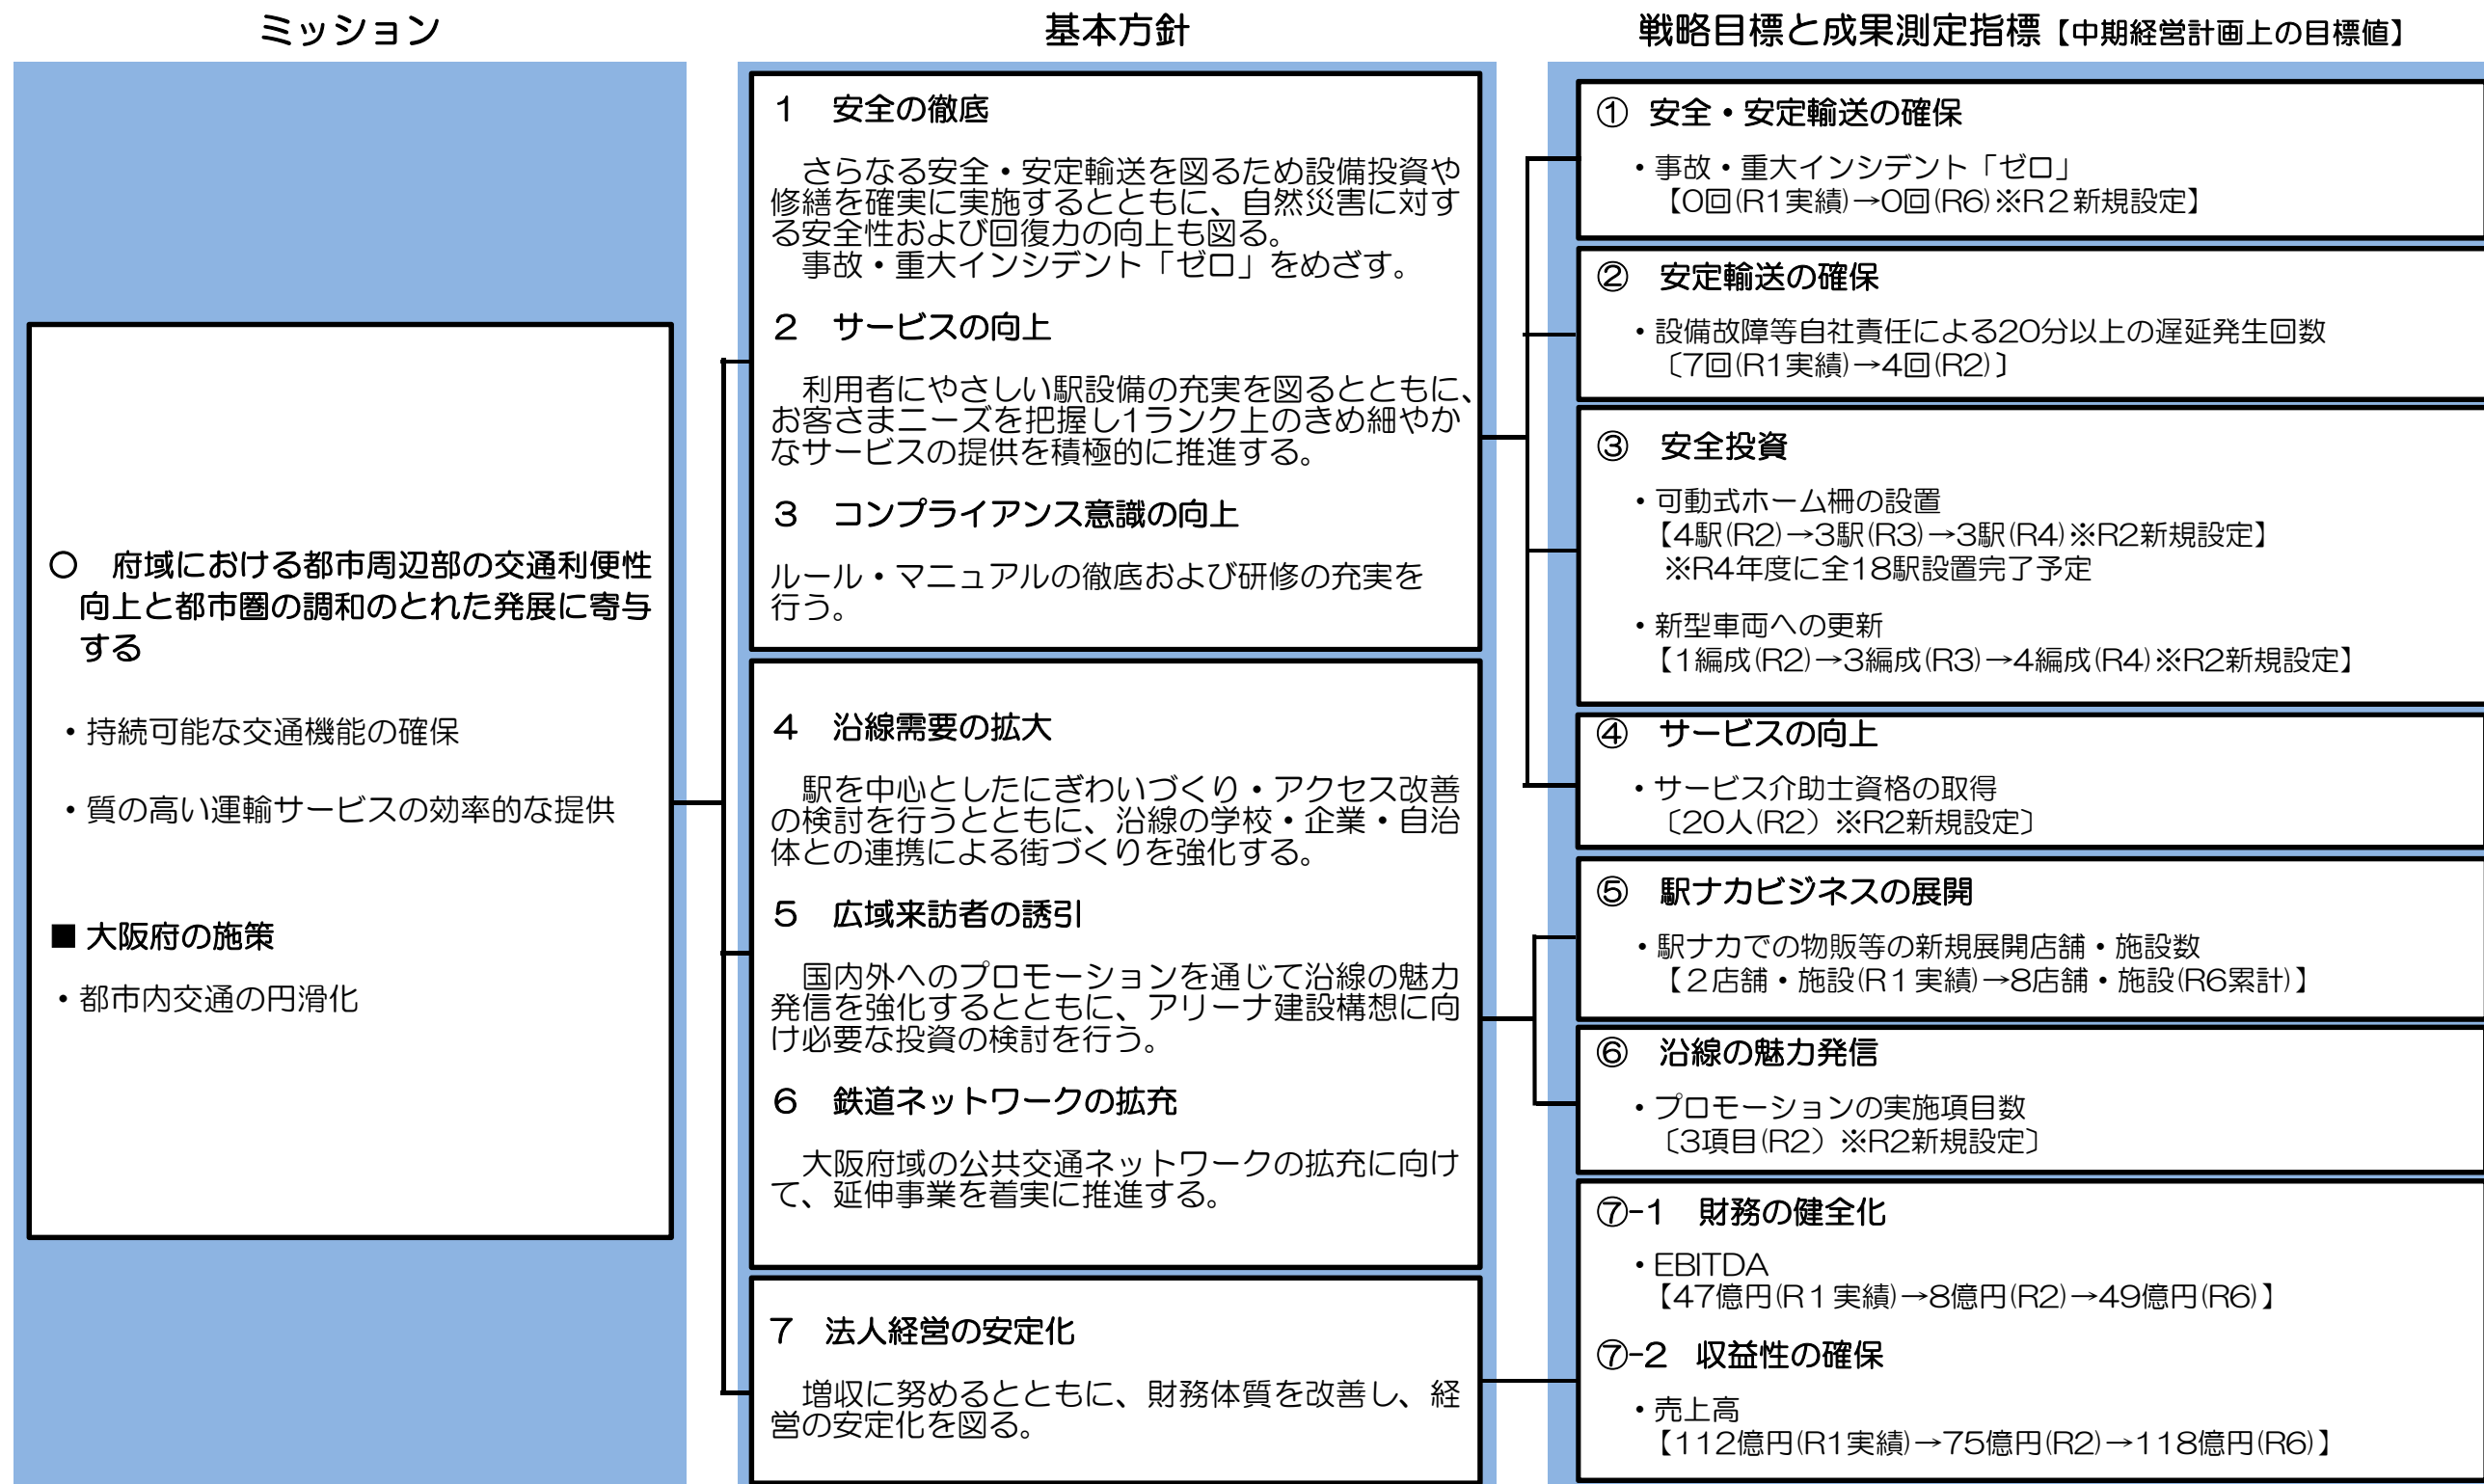 ミッション
基本方針
戦略目標と成果測定指標【中期経営計画上の目標値】
○　府域における都市周辺部の交通利便性
向上と都市圏の調和のとれた発展に寄与
する
・持続可能な交通機能の確保
・質の高い運輸サービスの効率的な提供
■ 大阪府の施策
・都市内交通の円滑化
１　安全の徹底
さらなる安全・安定輸送を図るため設備投資や
修繕を確実に実施するとともに、自然災害に対す
る安全性および回復力の向上も図る。
事故・重大インシデント「ゼロ」をめざす。
２　サービスの向上
利用者にやさしい駅設備の充実を図るとともに、
お客さまニーズを把握し1ランク上のきめ細やか
なサービスの提供を積極的に推進する。
３　コンプライアンス意識の向上
ルール・マニュアルの徹底および研修の充実を
行う。
４　沿線需要の拡大
駅を中心としたにぎわいづくり・アクセス改善
の検討を行うとともに、沿線の学校・企業・自治
体との連携による街づくりを強化する。
５　広域来訪者の誘引
国内外へのプロモーションを通じて沿線の魅力
発信を強化するとともに、アリーナ建設構想に向
け必要な投資の検討を行う。
６　鉄道ネットワークの拡充
大阪府域の公共交通ネットワークの拡充に向け
て、延伸事業を着実に推進する。
７　法人経営の安定化
増収に努めるとともに、財務体質を改善し、経
営の安定化を図る。
① 安全・安定輸送の確保
・事故・重大インシデント「ゼロ」
【0回(R1実績)→0回(R6)※R２新規設定】
②　安定輸送の確保
・設備故障等自社責任による20分以上の遅延発生回数
〔7回(R1実績)→4回(R2)〕
③　安全投資
・可動式ホーム柵の設置
【4駅(R2)→3駅(R3)→3駅(R4)※R2新規設定】
※R4年度に全18駅設置完了予定
・新型車両への更新
【1編成(R2)→3編成(R3)→4編成(R4)※R2新規設定】
④　サービスの向上
・サービス介助士資格の取得
〔20人(R2）※R2新規設定〕
⑤　駅ナカビジネスの展開
・駅ナカでの物販等の新規展開店舗・施設数
【２店舗・施設(R１実績)→8店舗・施設(R6累計)】
⑥　沿線の魅力発信
・プロモーションの実施項目数
〔3項目(R2）※R2新規設定〕
⑦-1　財務の健全化
・EBITDA
【47億円(R１実績)→8億円(R2)→49億円(R6)】
⑦-2　収益性の確保
・売上高
【112億円(R1実績)→75億円(R2)→118億円(R6)】